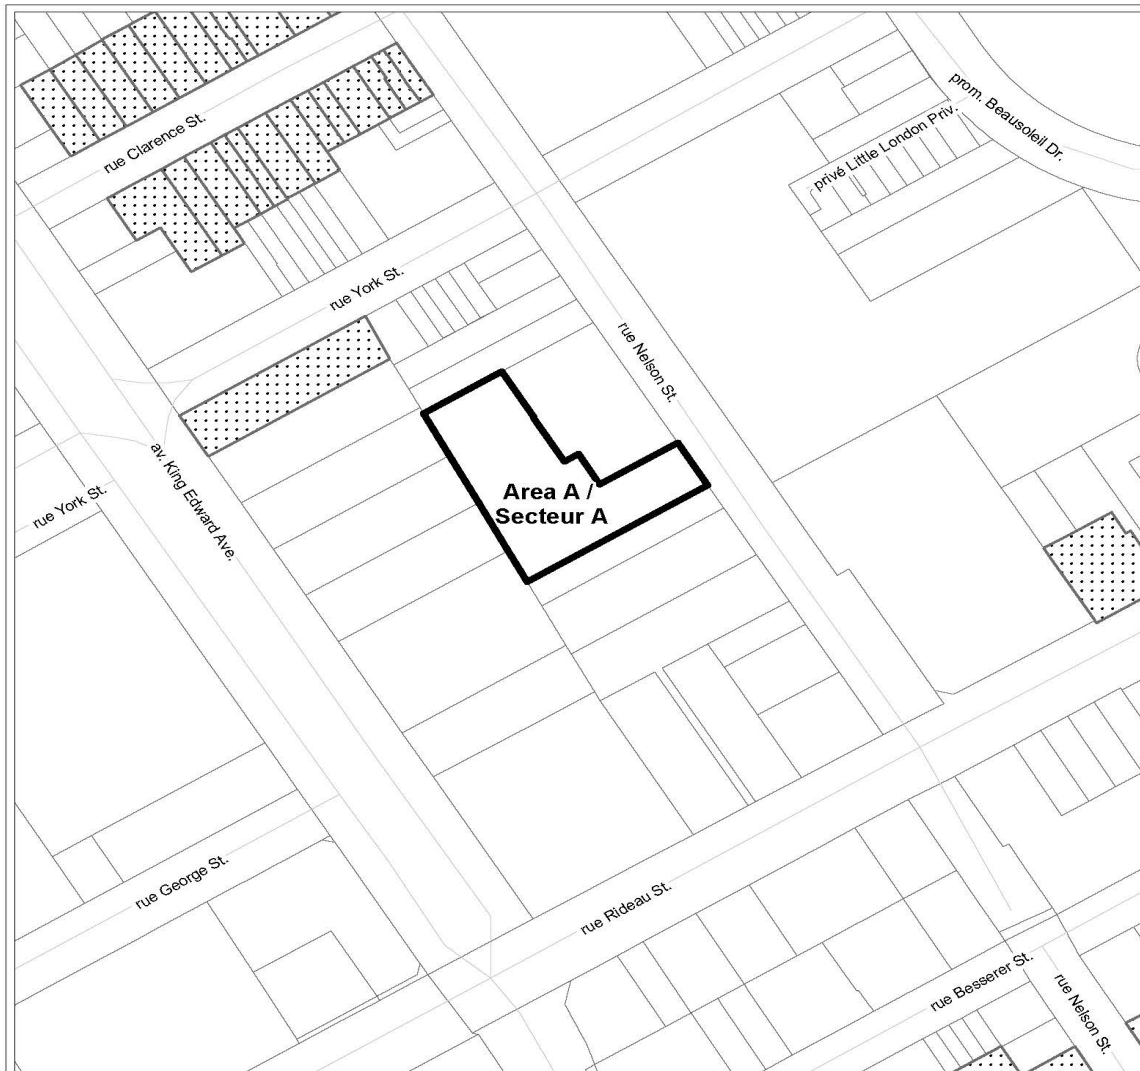 rue Clarence St.
prom. Beausoleil Dr.
privé Little London Priv.
rue York St.
rue Nelson St.
av. King Edward Ave.
rue York St.
Area A /
Secteur A
rue George St.
rue Rideau St.
rue Besserer St.
rue Nelson St.